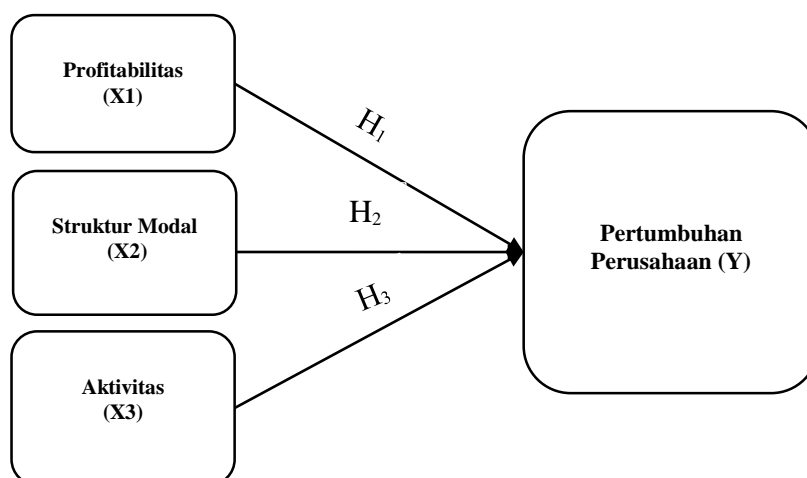 Profitabilitas
(X1)
H₁
Struktur Modal
(X2)
H₂
Pertumbuhan
Perusahaan (Y)
H₃
Aktivitas
(X3)